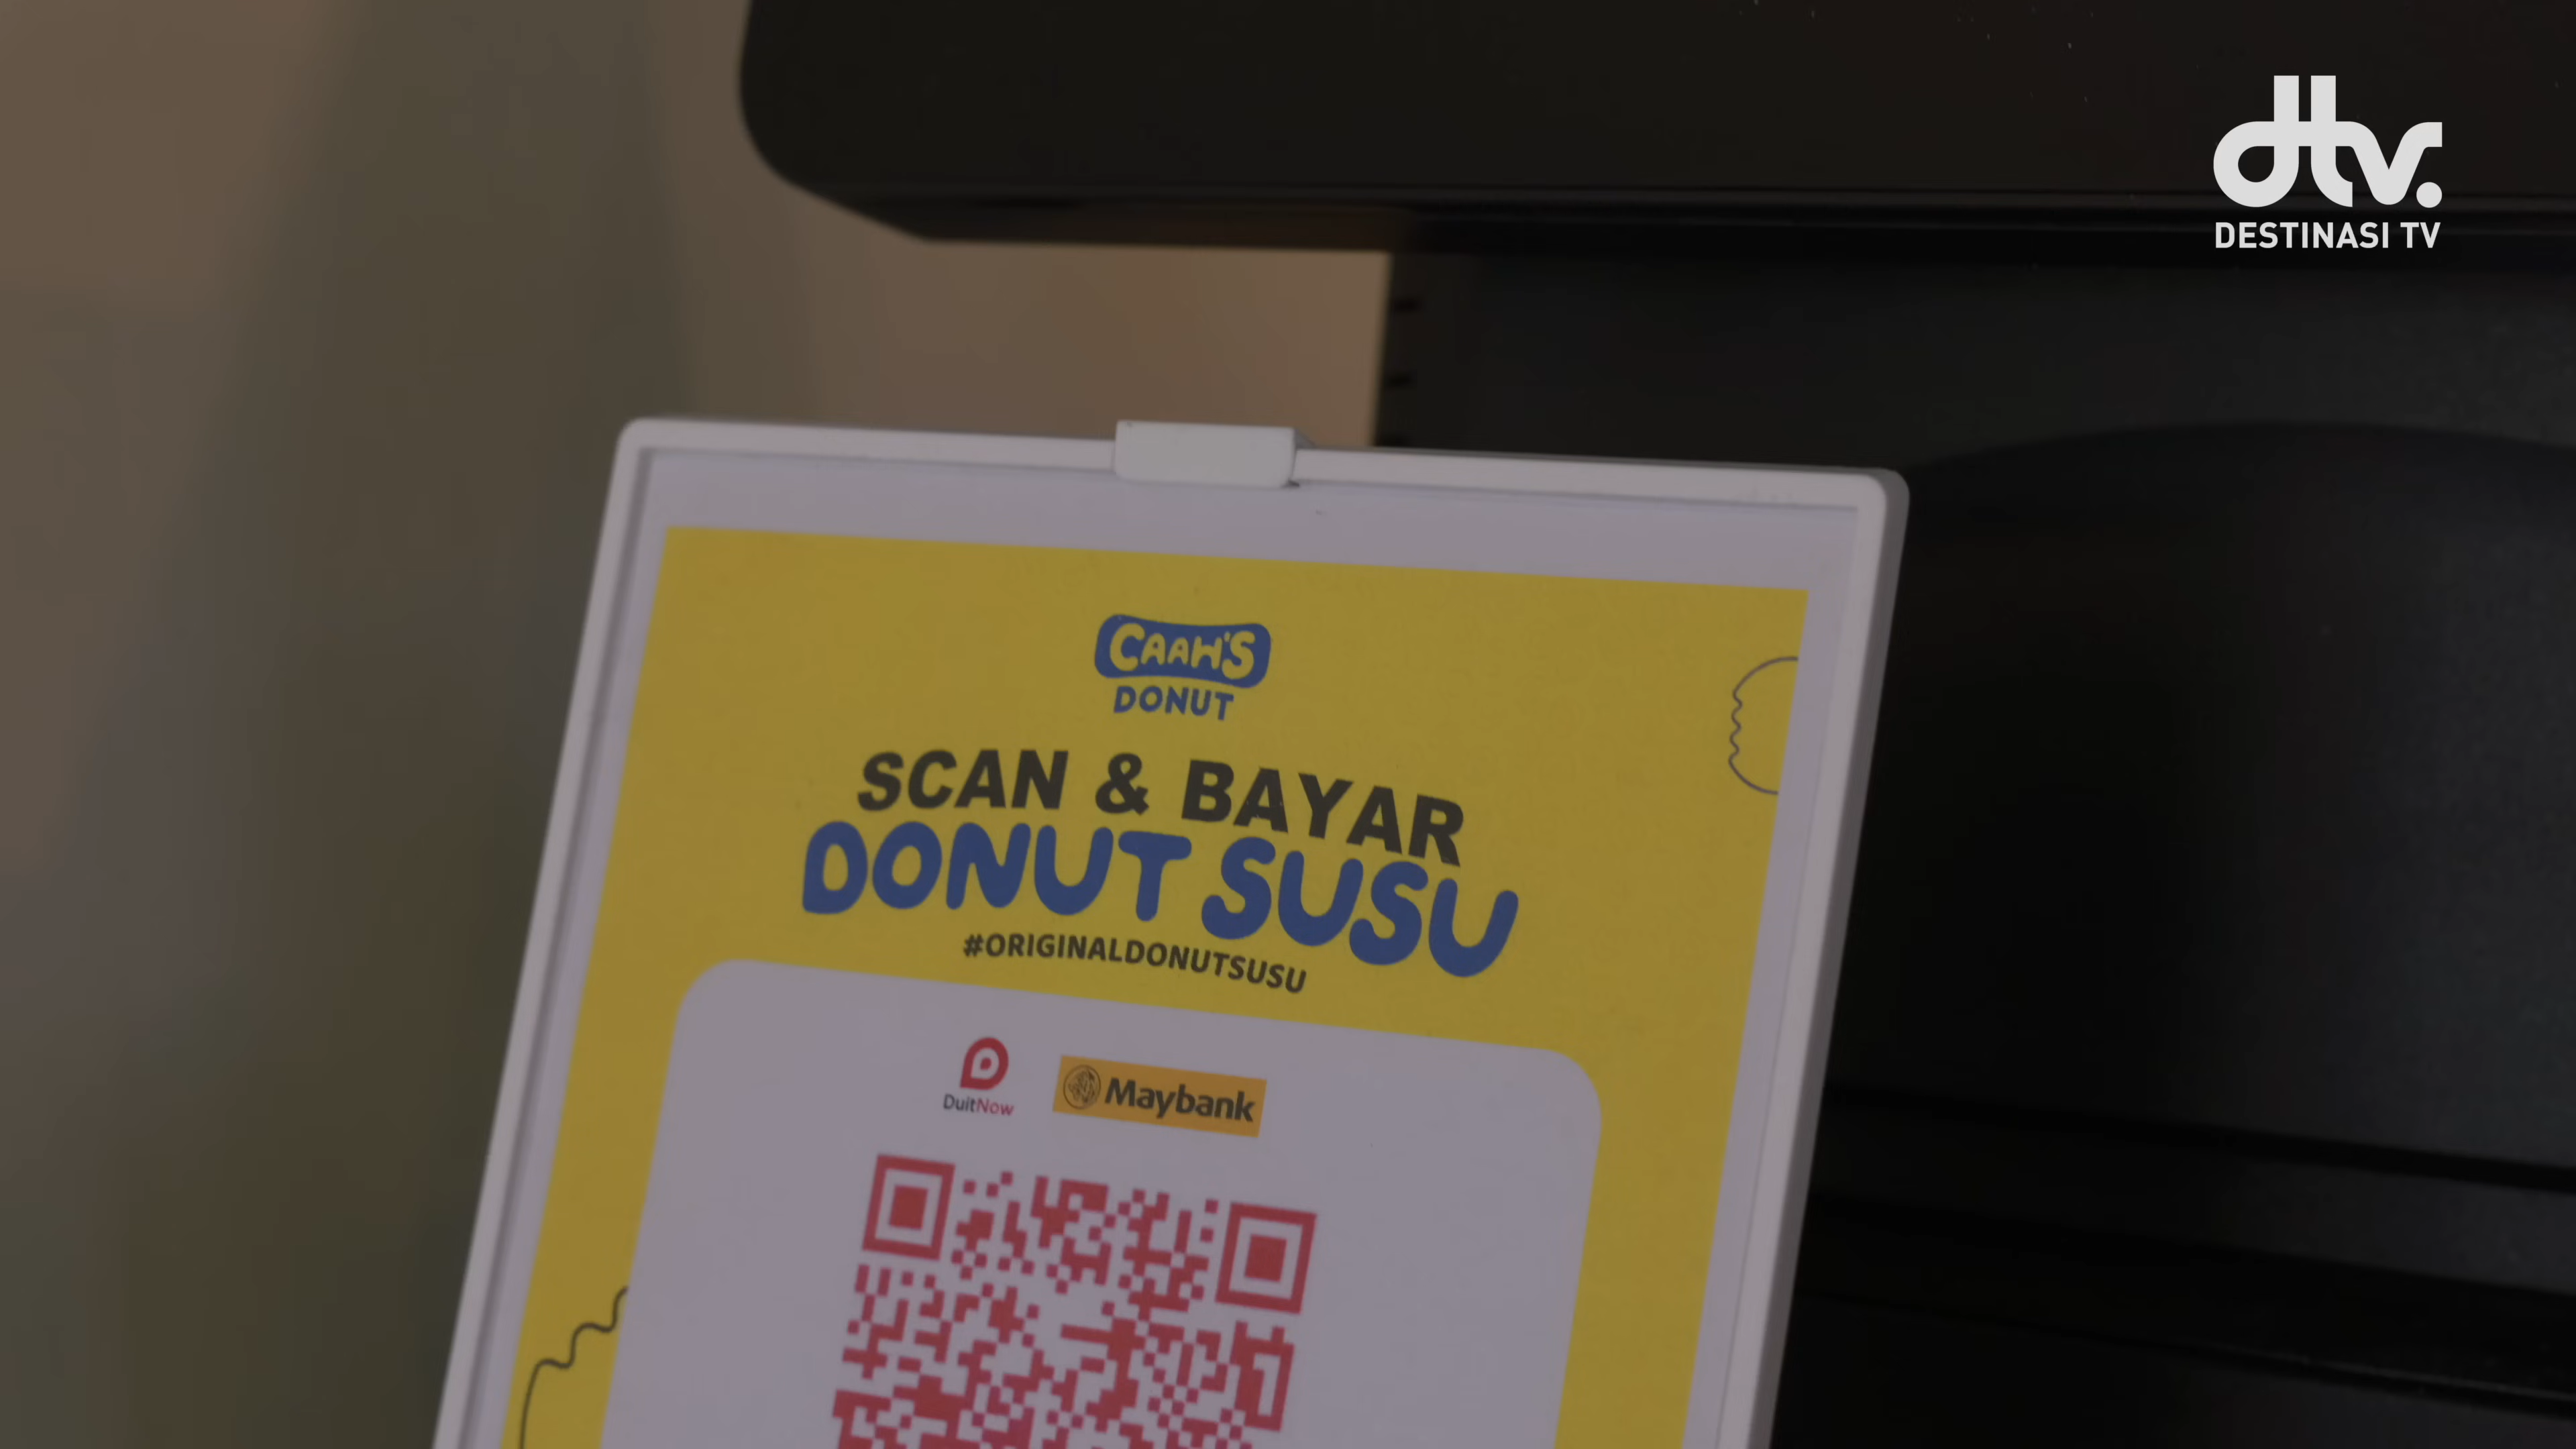 dtv.
DESTINASI TV
CAAH'S
DONUT
SCAN & BAYAR
DONUT SUSU
#ORIGINALDONUTSUSU
DuitNow
Maybank